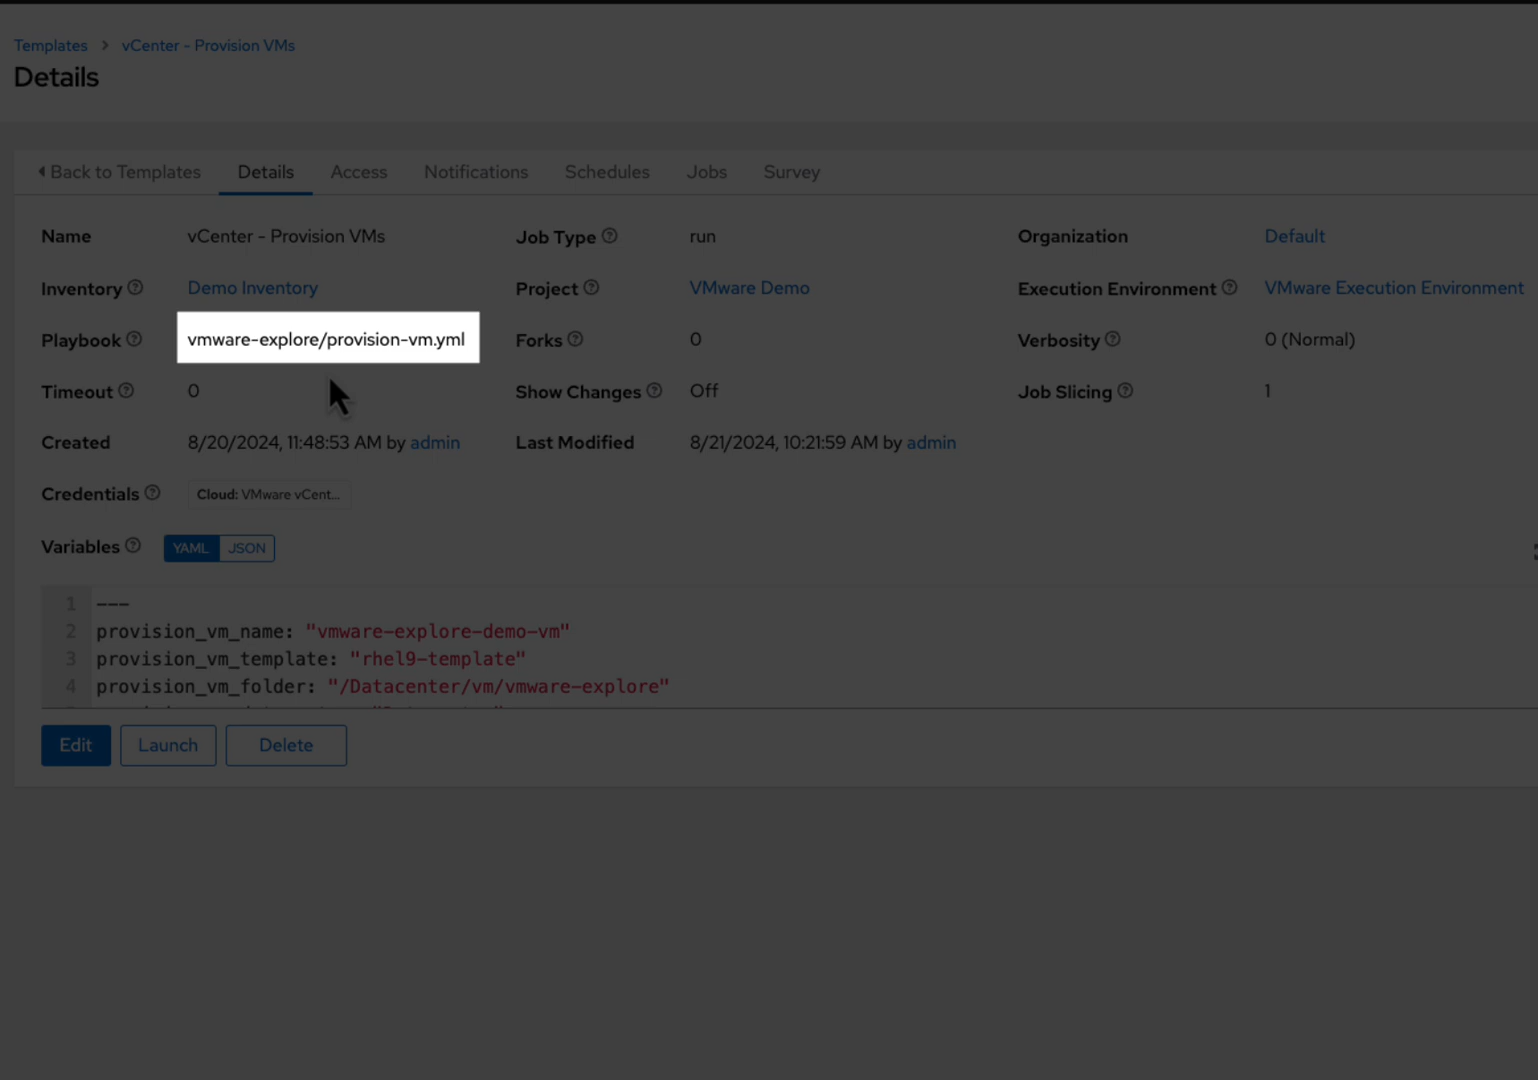 Templates > vCenter - Provision VMs
Details
Back to Templates Details Access Notifications Schedules Jobs Survey
Name vCenter - Provision VMs Job Type run Organization Default
Inventory Demo Inventory Project VMware Demo Execution Environment VMware Execution Environment
Playbook vmware-explore/provision-vm.yml Forks 0 Verbosity 0 (Normal)
Timeout 0 Show Changes Off Job Slicing 1
Created 8/20/2024, 11:48:53 AM by admin Last Modified 8/21/2024, 10:21:59 AM by admin
Credentials Cloud: VMware vCent...
Variables YAML JSON
1 ---
2 provision_vm_name: "vmware-explore-demo-vm"
3 provision_vm_template: "rhel9-template"
4 provision_vm_folder: "/Datacenter/vm/vmware-explore"
Edit Launch Delete